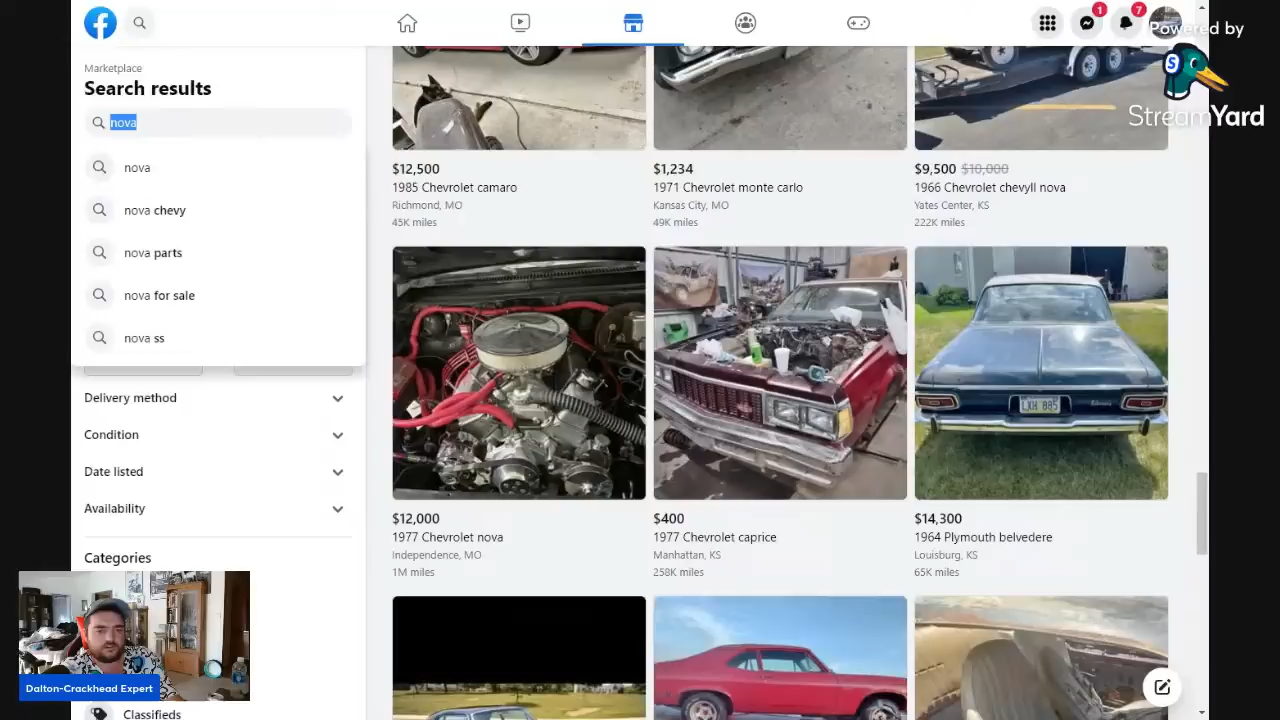 1
7
Powered by
StreamYard
Marketplace
Search results
nova
nova
nova chevy
nova parts
nova for sale
nova ss
Delivery method
Condition
Date listed
Availability
Categories
Classifieds
Dalton-Crackhead Expert
$12,500
1985 Chevrolet camaro
Richmond, MO
45K miles
$1,234
1971 Chevrolet monte carlo
Kansas City, MO
49K miles
$9,500 $10,000
1966 Chevrolet chevyll nova
Yates Center, KS
222K miles
$12,000
1977 Chevrolet nova
Independence, MO
1M miles
$400
1977 Chevrolet caprice
Manhattan, KS
258K miles
LXH 885
$14,300
1964 Plymouth belvedere
Louisburg, KS
65K miles